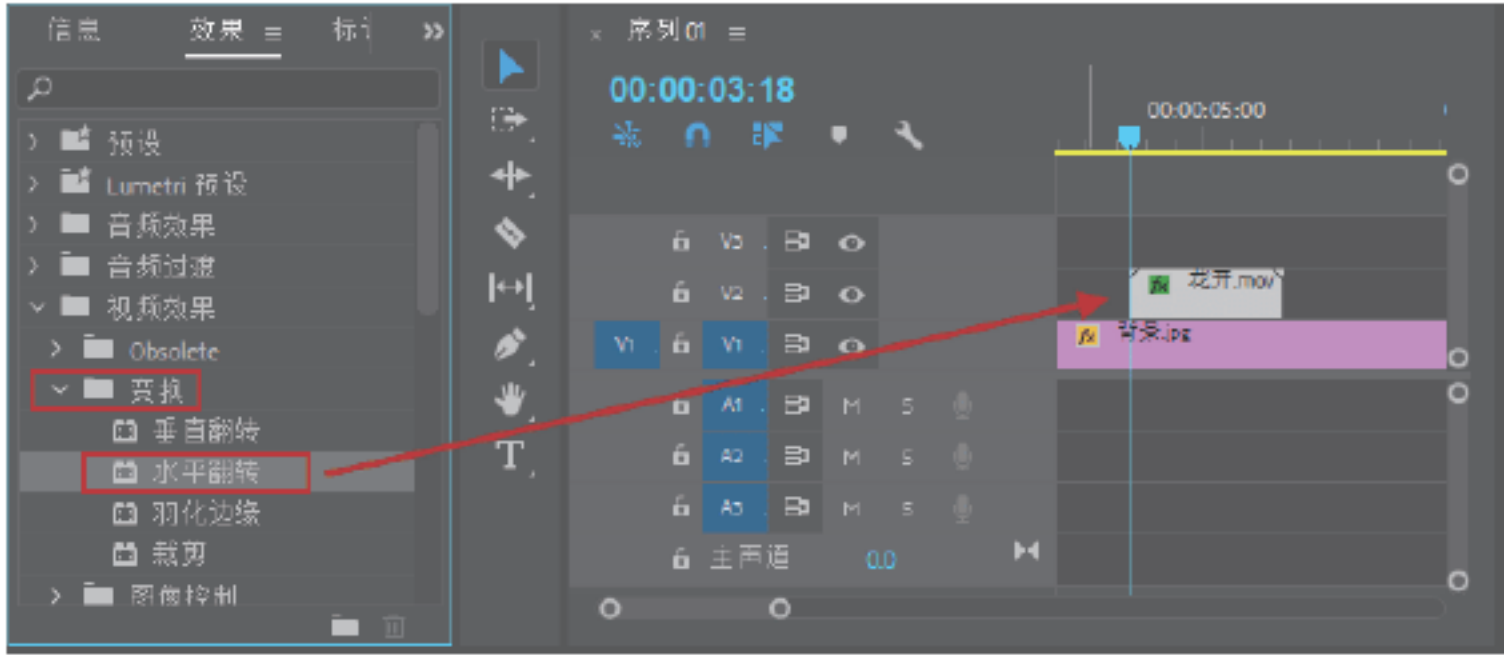 信息 效果 标
序列 01
00:00:03:18
00:00:05:00
预设
Lumetri 预设
音频效果
音频过渡
视频效果
Obsolete
变换
垂直翻转
水平翻转
羽化边缘
裁剪
图像控制
V3
V2
花开.mov
fx
V1 V1
fx 背景.jpg
A1 M S
A2 M S
A3 M S
主声道 0.0
T